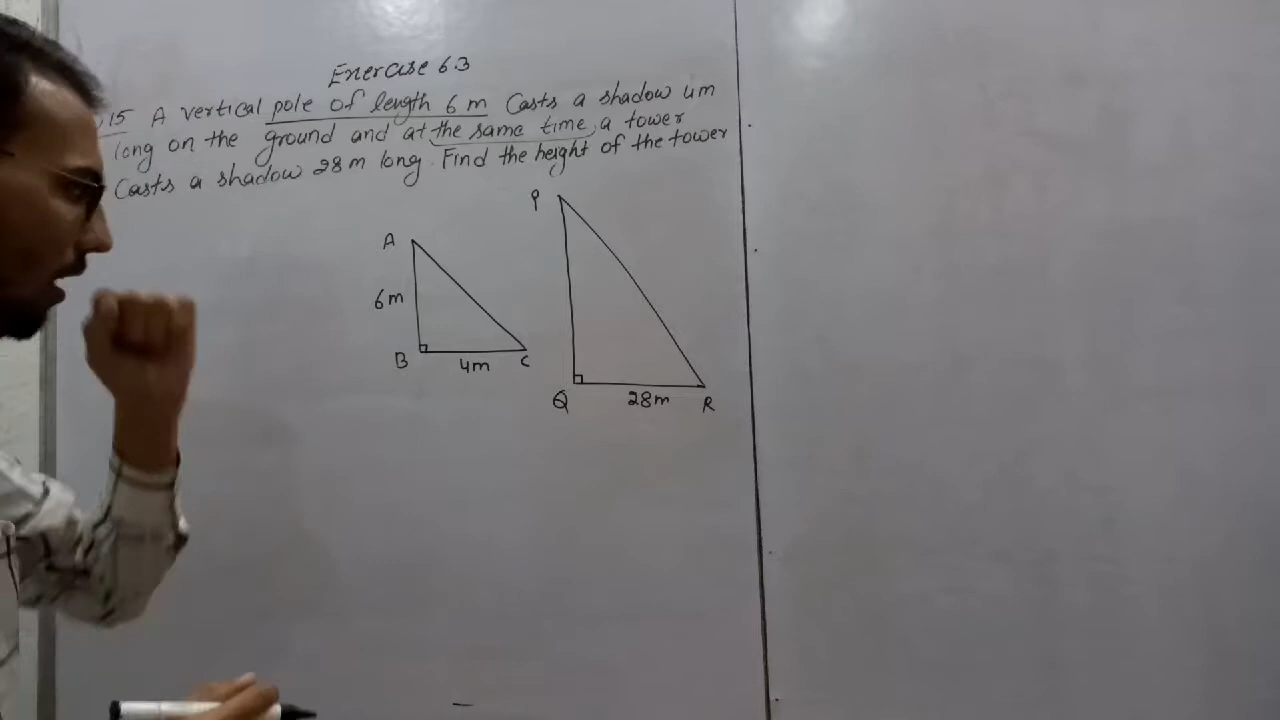 Exercise 6.3
15 A vertical pole of length 6 m Casts a shadow 4m
long on the ground and at the same time, a tower
Casts a shadow 28 m long. Find the height of the tower
P
A
6m
B
4m
C
Q
28m
R